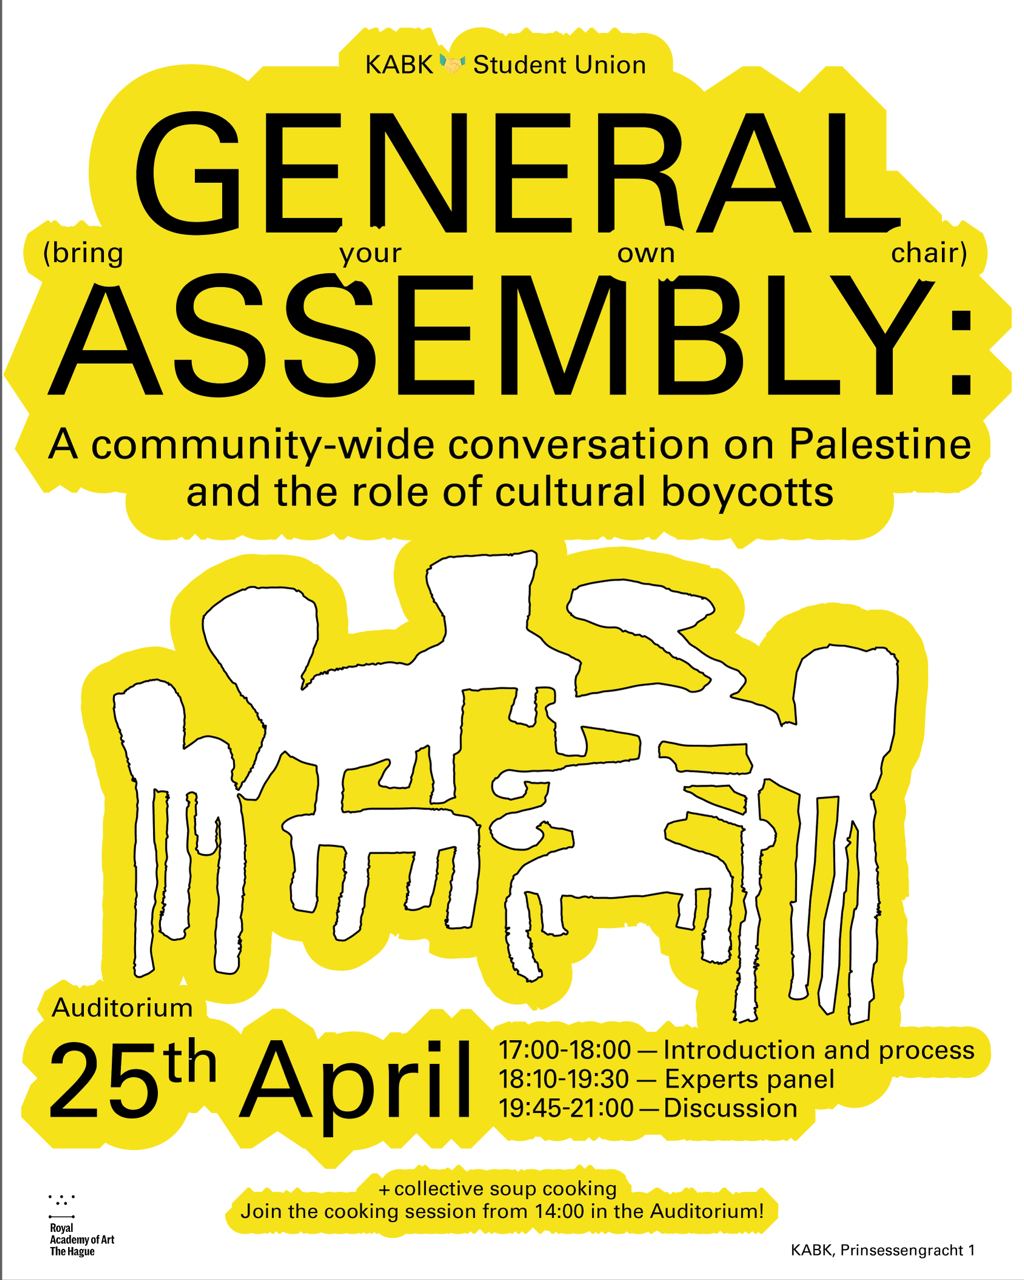 KABK Student Union
GENERAL
(bring your own chair)
ASSEMBLY:
A community-wide conversation on Palestine
and the role of cultural boycotts
Auditorium
25th April
17:00-18:00 — Introduction and process
18:10-19:30 — Experts panel
19:45-21:00 — Discussion
+ collective soup cooking
Join the cooking session from 14:00 in the Auditorium!
Royal
Academy of Art
The Hague
KABK, Prinsessengracht 1